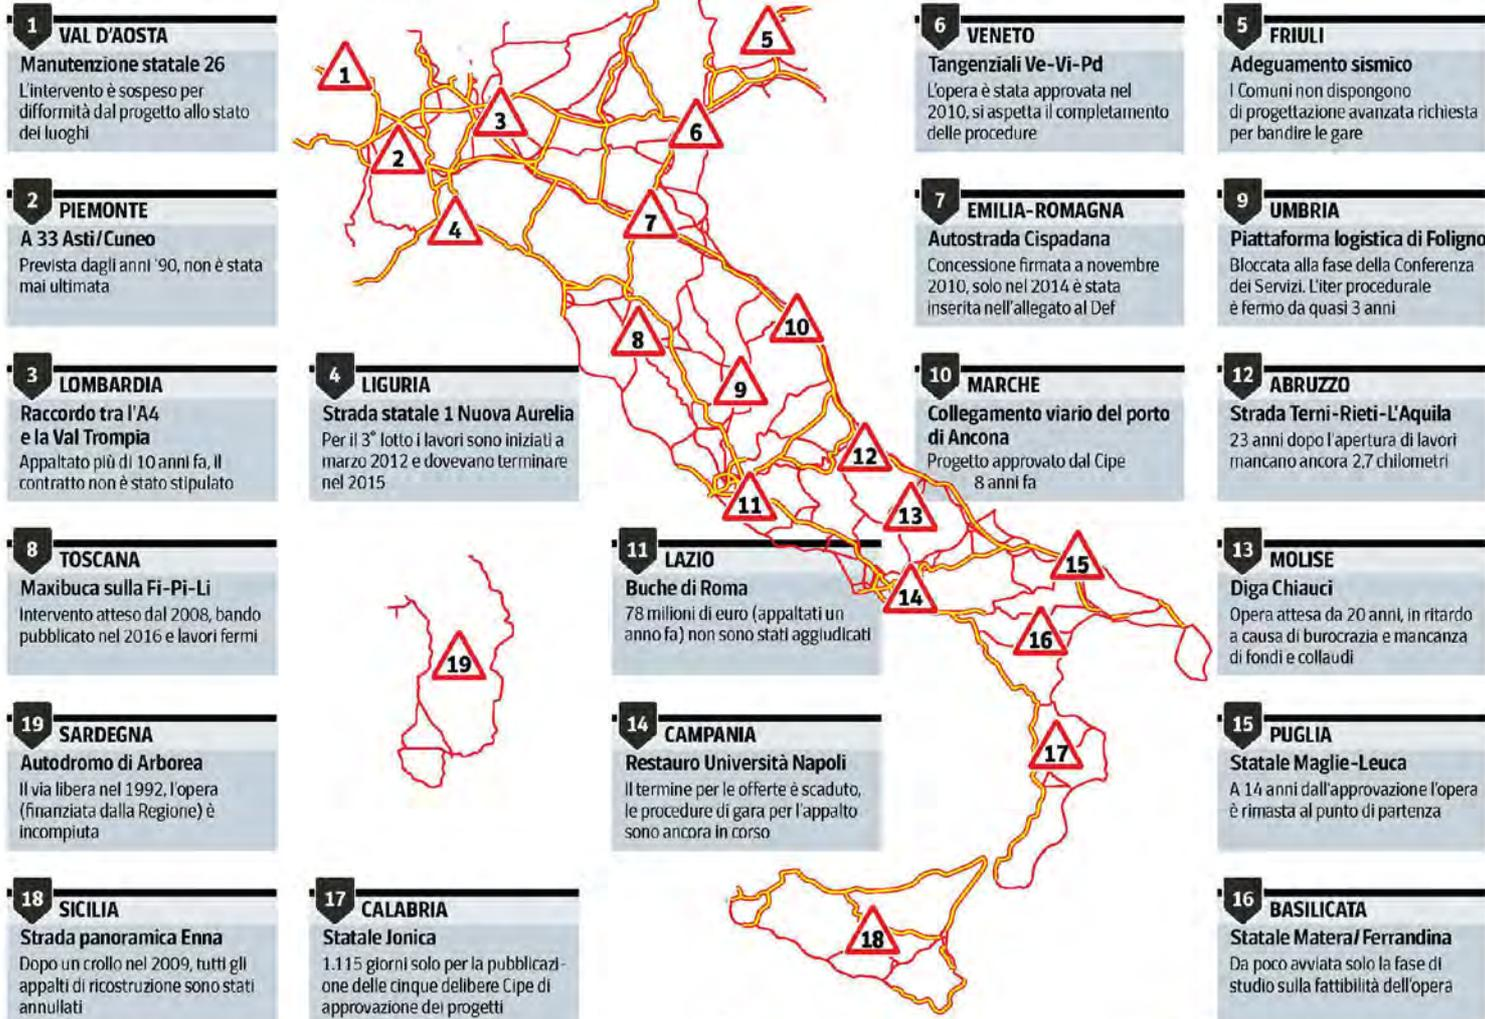 1
VAL D'AOSTA
Manutenzione statale 26
L'intervento è sospeso per
difformità dal progetto allo stato
dei luoghi
2
PIEMONTE
A 33 Asti/Cuneo
Prevista dagli anni '90, non è stata
mai ultimata
3
LOMBARDIA
Raccordo tra l'A4
e la Val Trompia
Appaltato più di 10 anni fa, il
contratto non è stato stipulato
4
LIGURIA
Strada statale 1 Nuova Aurelia
Per il 3° lotto i lavori sono iniziati a
marzo 2012 e dovevano terminare
nel 2015
6
VENETO
Tangenziali Ve-Vi-Pd
L'opera è stata approvata nel
2010, si aspetta il completamento
delle procedure
5
FRIULI
Adeguamento sismico
I Comuni non dispongono
di progettazione avanzata richiesta
per bandire le gare
7
EMILIA-ROMAGNA
Autostrada Cispadana
Concessione firmata a novembre
2010, solo nel 2014 è stata
inserita nell'allegato al Def
9
UMBRIA
Piattaforma logistica di Foligno
Bloccata alla fase della Conferenza
dei Servizi. L'iter procedurale
è fermo da quasi 3 anni
10
MARCHE
Collegamento viario del porto
di Ancona
Progetto approvato dal Cipe
8 anni fa
12
ABRUZZO
Strada Terni-Rieti-L'Aquila
23 anni dopo l'apertura di lavori
mancano ancora 2,7 chilometri
8
TOSCANA
Maxibuca sulla Fi-Pi-Li
Intervento atteso dal 2008, bando
pubblicato nel 2016 e lavori fermi
11
LAZIO
Buche di Roma
78 milioni di euro (appaltati un
anno fa) non sono stati aggiudicati
13
MOLISE
Diga Chiauci
Opera attesa da 20 anni, in ritardo
a causa di burocrazia e mancanza
di fondi e collaudi
19
SARDEGNA
Autodromo di Arborea
Il via libera nel 1992, l'opera
(finanziata dalla Regione) è
incompiuta
14
CAMPANIA
Restauro Università Napoli
Il termine per le offerte è scaduto,
le procedure di gara per l'appalto
sono ancora in corso
15
PUGLIA
Statale Maglie-Leuca
A 14 anni dall'approvazione l'opera
è rimasta al punto di partenza
18
SICILIA
Strada panoramica Enna
Dopo un crollo nel 2009, tutti gli
appalti di ricostruzione sono stati
annullati
17
CALABRIA
Statale Jonica
1.115 giorni solo per la pubblicazi-
one delle cinque delibere Cipe di
approvazione dei progetti
16
BASILICATA
Statale Matera/Ferrandina
Da poco avviata solo la fase di
studio sulla fattibilità dell'opera
1
2
3
4
5
6
7
8
9
10
11
12
13
14
15
16
17
18
19